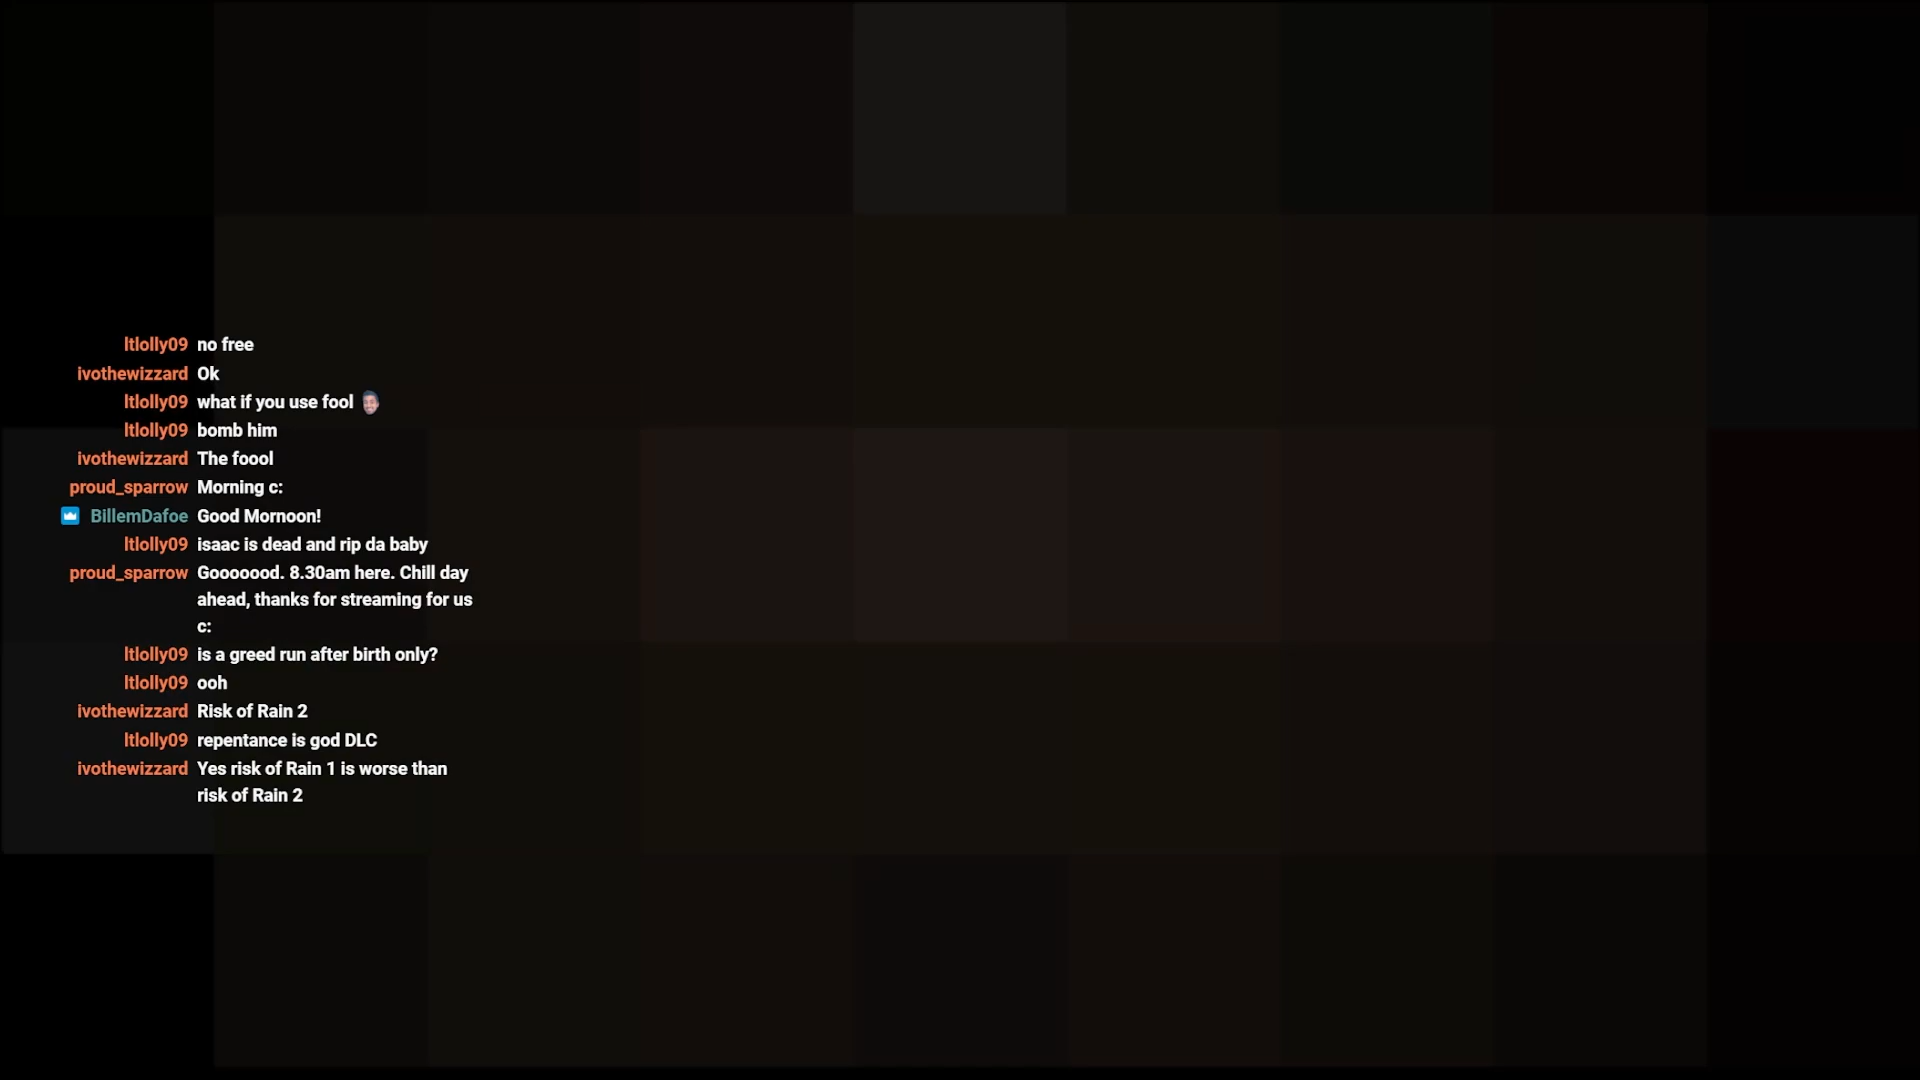 ltlolly09 no free
ivothewizzard Ok
ltlolly09 what if you use fool
ltlolly09 bomb him
ivothewizzard The foool
proud_sparrow Morning c:
BillemDafoe Good Mornoon!
ltlolly09 isaac is dead and rip da baby
proud_sparrow Gooooood. 8.30am here. Chill day
ahead, thanks for streaming for us
c:
ltlolly09 is a greed run after birth only?
ltlolly09 ooh
ivothewizzard Risk of Rain 2
ltlolly09 repentance is god DLC
ivothewizzard Yes risk of Rain 1 is worse than
risk of Rain 2